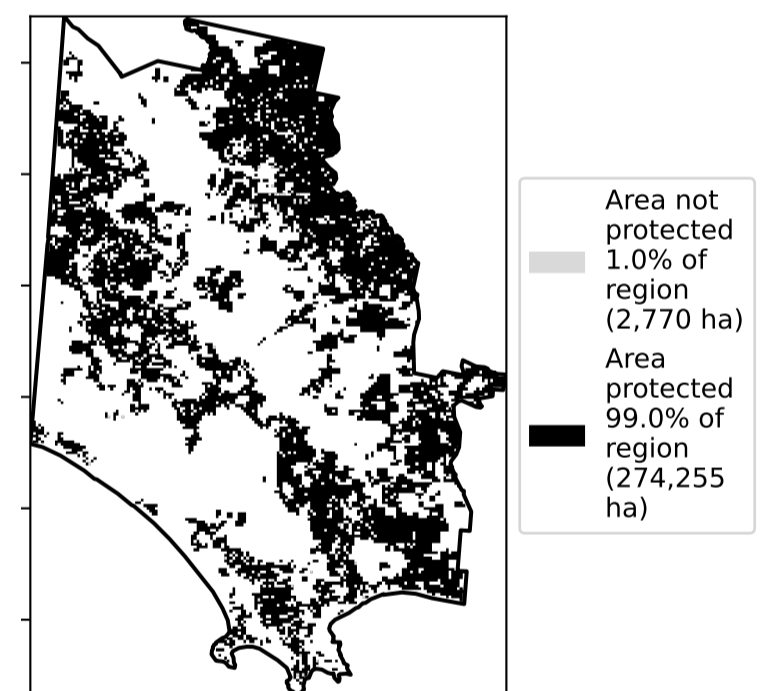 Area not
protected
1.0% of
region
(2,770 ha)
Area
protected
99.0% of
region
(274,255
ha)